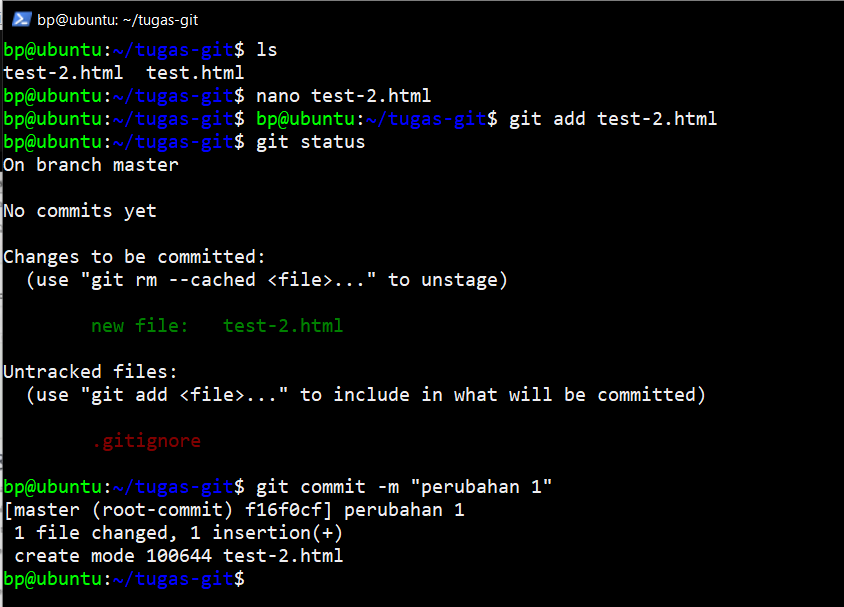 bp@ubuntu: ~/tugas-git
bp@ubuntu:~/tugas-git$ ls
test-2.html  test.html
bp@ubuntu:~/tugas-git$ nano test-2.html
bp@ubuntu:~/tugas-git$ bp@ubuntu:~/tugas-git$ git add test-2.html
bp@ubuntu:~/tugas-git$ git status
On branch master
No commits yet
Changes to be committed:
  (use "git rm --cached <file>..." to unstage)
        new file:   test-2.html
Untracked files:
  (use "git add <file>..." to include in what will be committed)
        .gitignore
bp@ubuntu:~/tugas-git$ git commit -m "perubahan 1"
[master (root-commit) f16f0cf] perubahan 1
 1 file changed, 1 insertion(+)
 create mode 100644 test-2.html
bp@ubuntu:~/tugas-git$